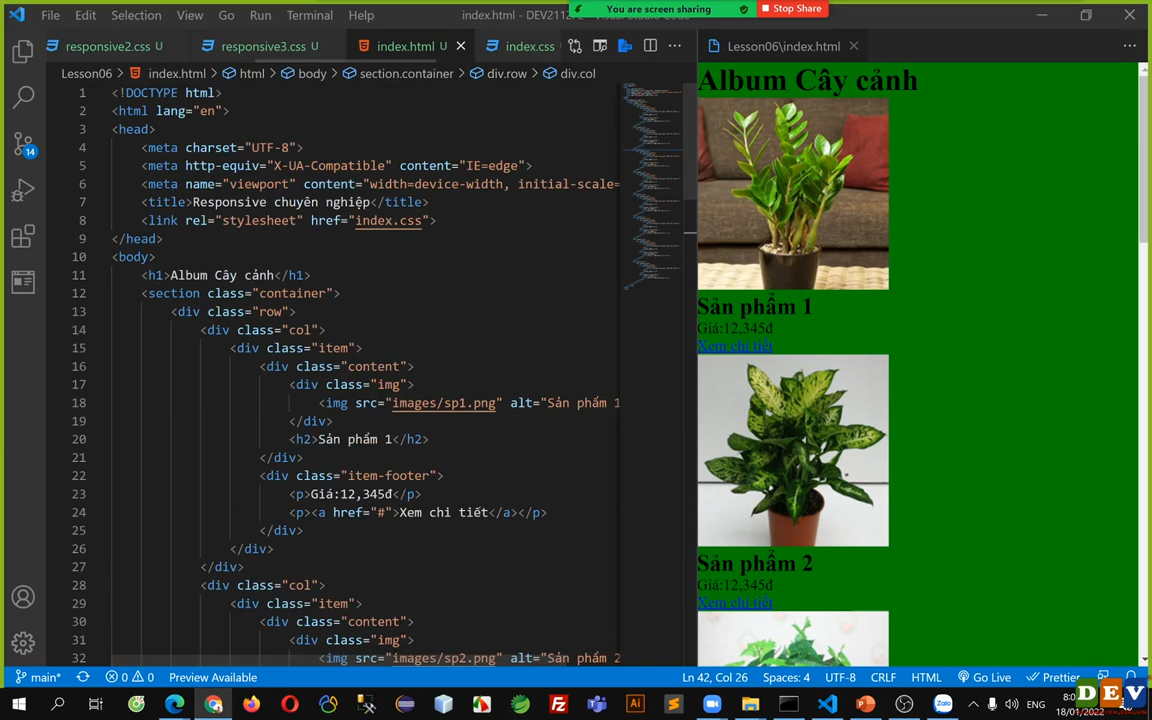 File Edit Selection View Go Run Terminal Help
index.html - DEV2112
You are screen sharing
Stop Share
responsive2.css U
responsive3.css U
index.html U
index.css
Lesson06\index.html
Lesson06 > index.html > html > body > section.container > div.row > div.col
1 <!DOCTYPE html>
2 <html lang="en">
3 <head>
4 <meta charset="UTF-8">
5 <meta http-equiv="X-UA-Compatible" content="IE=edge">
6 <meta name="viewport" content="width=device-width, initial-scale=
7 <title>Responsive chuyên nghiệp</title>
8 <link rel="stylesheet" href="index.css">
9 </head>
10 <body>
11 <h1>Album Cây cảnh</h1>
12 <section class="container">
13 <div class="row">
14 <div class="col">
15 <div class="item">
16 <div class="content">
17 <div class="img">
18 <img src="images/sp1.png" alt="Sản phẩm 1
19 </div>
20 <h2>Sản phẩm 1</h2>
21 </div>
22 <div class="item-footer">
23 <p>Giá:12,345đ</p>
24 <p><a href="#">Xem chi tiết</a></p>
25 </div>
26 </div>
27 </div>
28 <div class="col">
29 <div class="item">
30 <div class="content">
31 <div class="img">
32 <img src="images/sp2.png" alt="Sản phẩm 2
Album Cây cảnh
Sản phẩm 1
Giá:12,345đ
Xem chi tiết
Sản phẩm 2
Giá:12,345đ
Xem chi tiết
14
main*
0 0
Preview Available
Ln 42, Col 26
Spaces: 4
UTF-8
CRLF
HTML
Go Live
Prettier
ENG
18/01/2022
DEV
Zalo